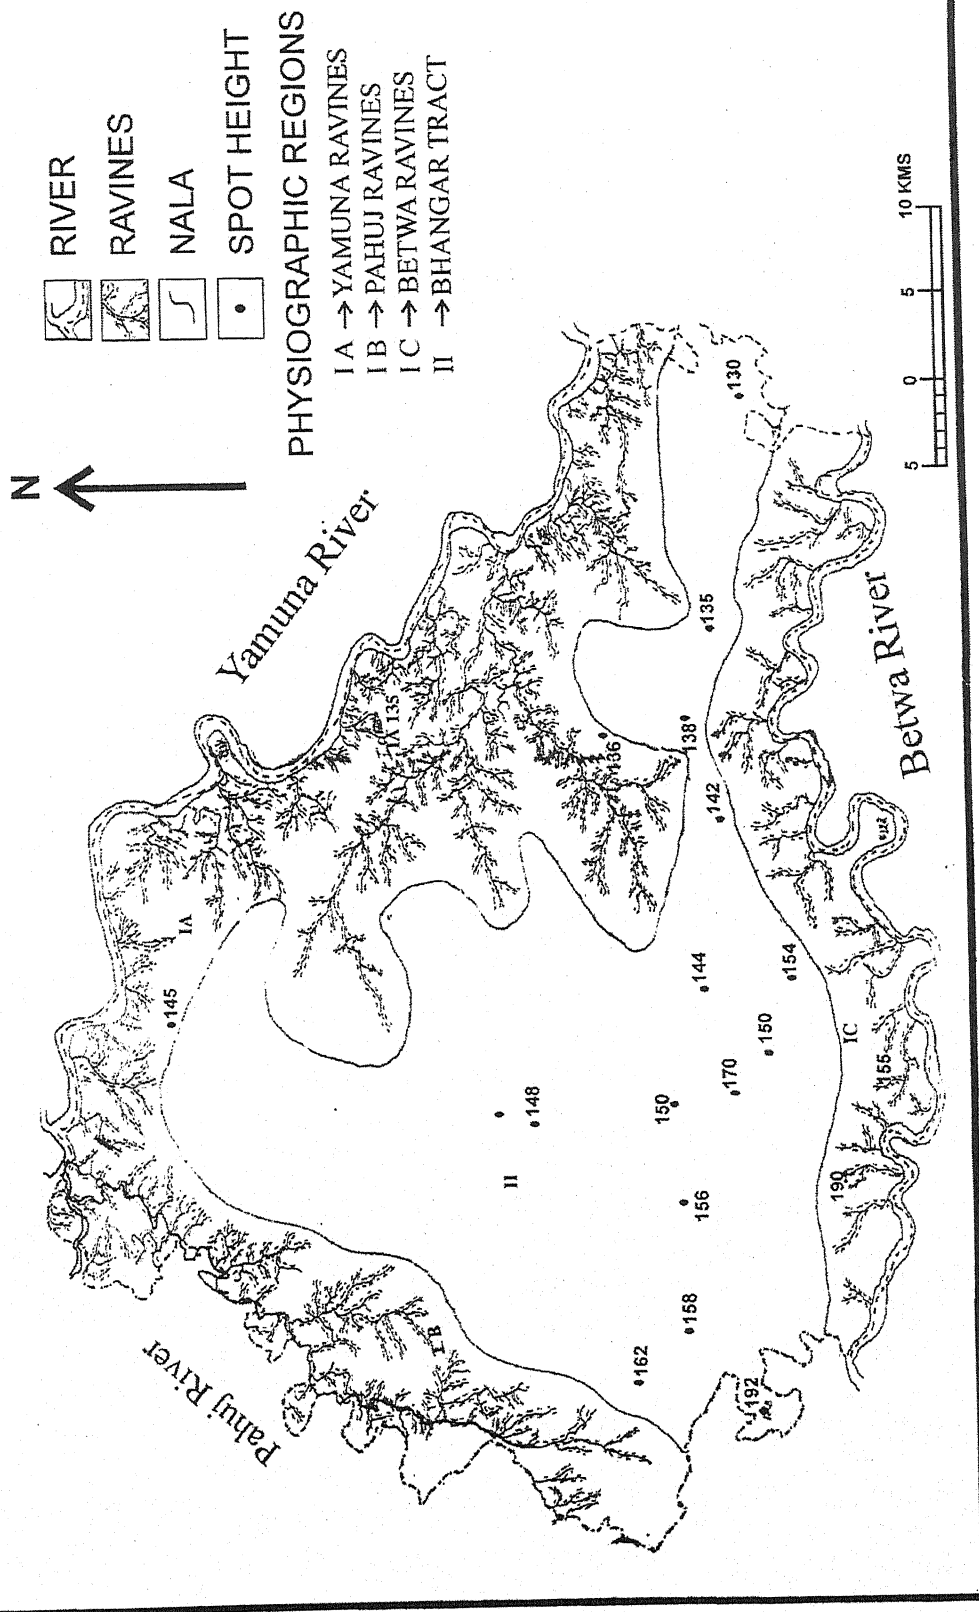 RIVER
RAVINES
NALA
SPOT HEIGHT
PHYSIOGRAPHIC REGIONS
I A → YAMUNA RAVINES
I B → PAHUJ RAVINES
I C → BETWA RAVINES
II → BHANGAR TRACT
N
Yamuna River
Pahuj River
Betwa River
IA
145
IA 135
IB
II
148
136
138
135
130
142
144
154
150
170
150
156
158
162
192
190
IC
155
5 0 5 10 KMS